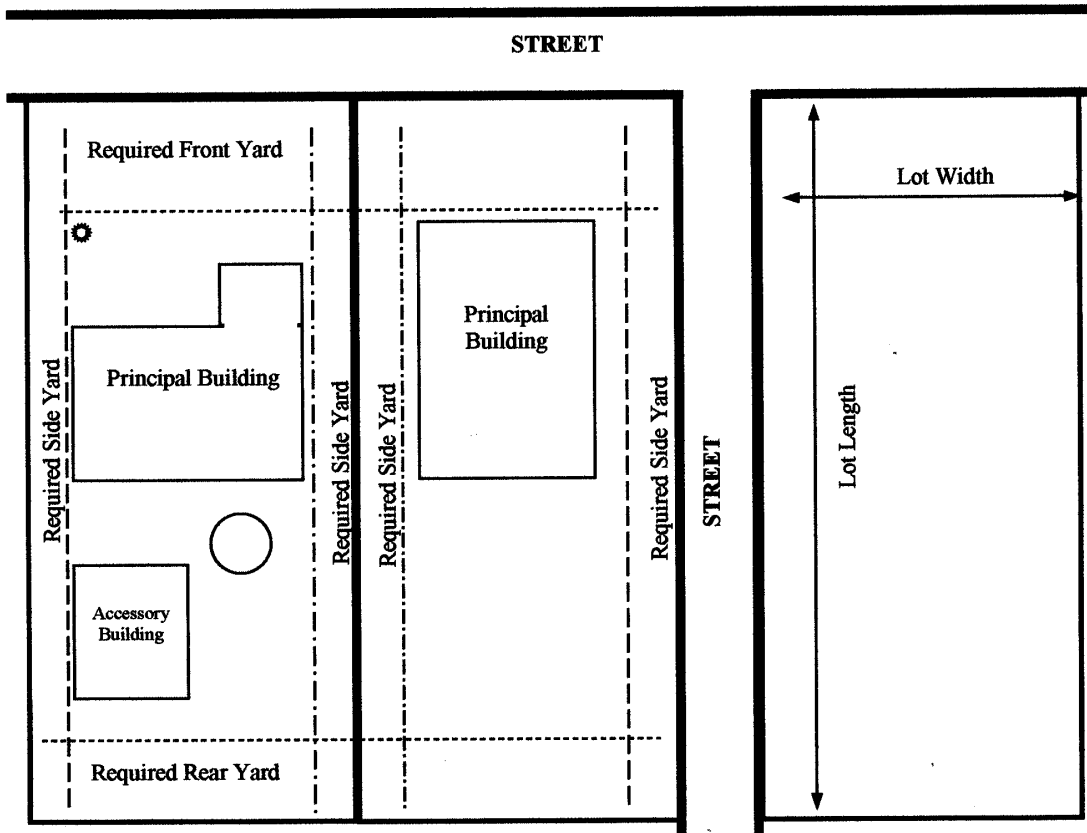 STREET
Required Front Yard
Lot Width
Principal
Building
Principal Building
Required Side Yard
Required Side Yard
Required Side Yard
Required Side Yard
STREET
Lot Length
Accessory
Building
Required Rear Yard